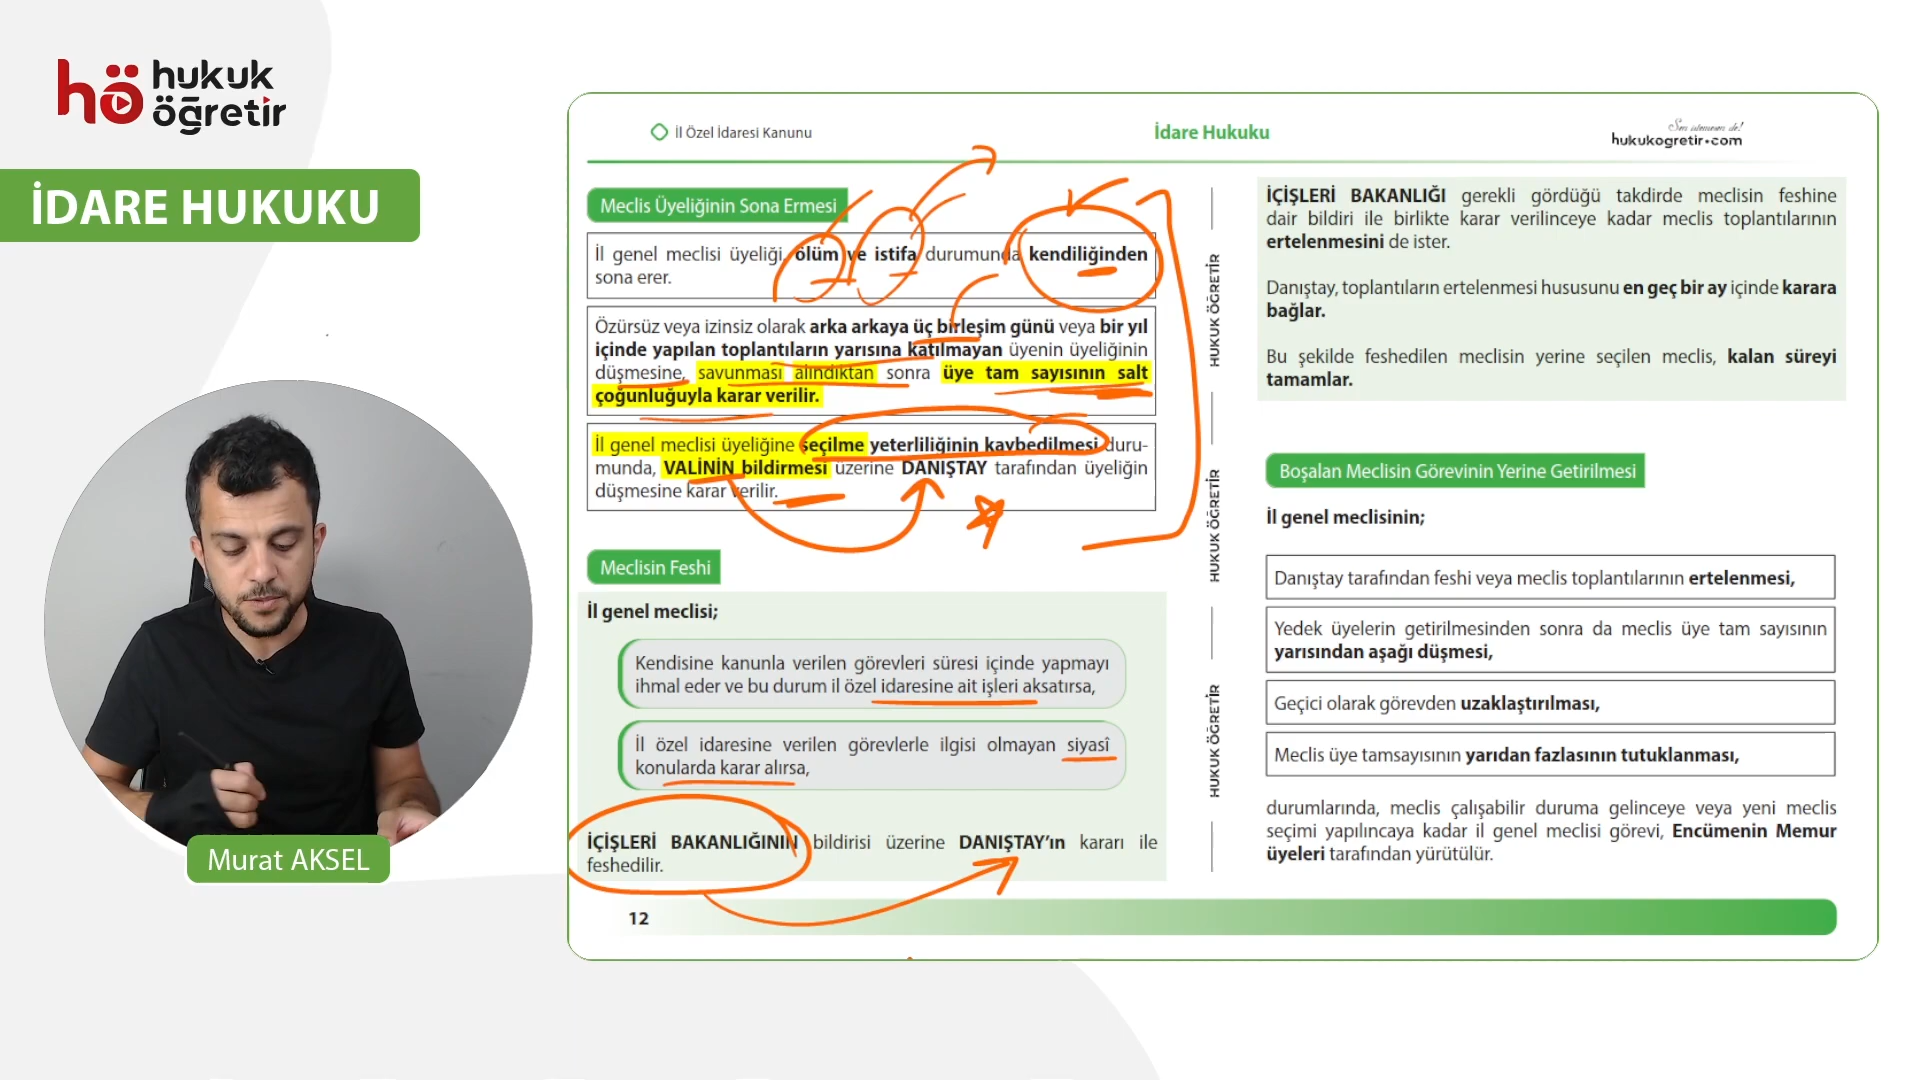 hukuk
öğretir
İDARE HUKUKU
Murat AKSEL
İl Özel İdaresi Kanunu
İdare Hukuku
Sen istemesen de!
hukukogretir•com
Meclis Üyeliğinin Sona Ermesi
İl genel meclisi üyeliği, ölüm ve istifa durumunda kendiliğinden
sona erer.
Özürsüz veya izinsiz olarak arka arkaya üç birleşim günü veya bir yıl
içinde yapılan toplantıların yarısına katılmayan üyenin üyeliğinin
düşmesine, savunması alındıktan sonra üye tam sayısının salt
çoğunluğuyla karar verilir.
İl genel meclisi üyeliğine seçilme yeterliliğinin kaybedilmesi duru-
munda, VALİNİN bildirmesi üzerine DANIŞTAY tarafından üyeliğin
düşmesine karar verilir.
Meclisin Feshi
İl genel meclisi;
Kendisine kanunla verilen görevleri süresi içinde yapmayı
ihmal eder ve bu durum il özel idaresine ait işleri aksatırsa,
İl özel idaresine verilen görevlerle ilgisi olmayan siyasî
konularda karar alırsa,
İÇİŞLERİ BAKANLIĞININ bildirisi üzerine DANIŞTAY'ın kararı ile
feshedilir.
12
HUKUK ÖĞRETİR
HUKUK ÖĞRETİR
HUKUK ÖĞRETİR
İÇİŞLERİ BAKANLIĞI gerekli gördüğü takdirde meclisin feshine
dair bildiri ile birlikte karar verilinceye kadar meclis toplantılarının
ertelenmesini de ister.
Danıştay, toplantıların ertelenmesi hususunu en geç bir ay içinde karara
bağlar.
Bu şekilde feshedilen meclisin yerine seçilen meclis, kalan süreyi
tamamlar.
Boşalan Meclisin Görevinin Yerine Getirilmesi
İl genel meclisinin;
Danıştay tarafından feshi veya meclis toplantılarının ertelenmesi,
Yedek üyelerin getirilmesinden sonra da meclis üye tam sayısının
yarısından aşağı düşmesi,
Geçici olarak görevden uzaklaştırılması,
Meclis üye tamsayısının yarıdan fazlasının tutuklanması,
durumlarında, meclis çalışabilir duruma gelinceye veya yeni meclis
seçimi yapılıncaya kadar il genel meclisi görevi, Encümenin Memur
üyeleri tarafından yürütülür.